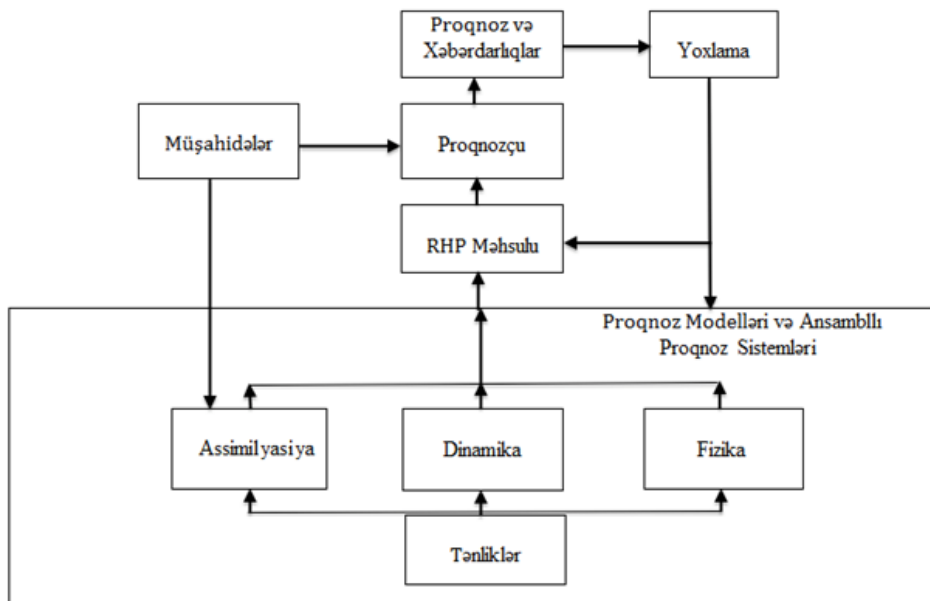 Proqnoz və
Xəbərdarlıqlar
Yoxlama
Müşahidələr
Proqnozçu
RHP Məhsulu
Proqnoz Modelləri və Ansambllı
Proqnoz Sistemləri
Assimilyasiya
Dinamika
Fizika
Tənliklər